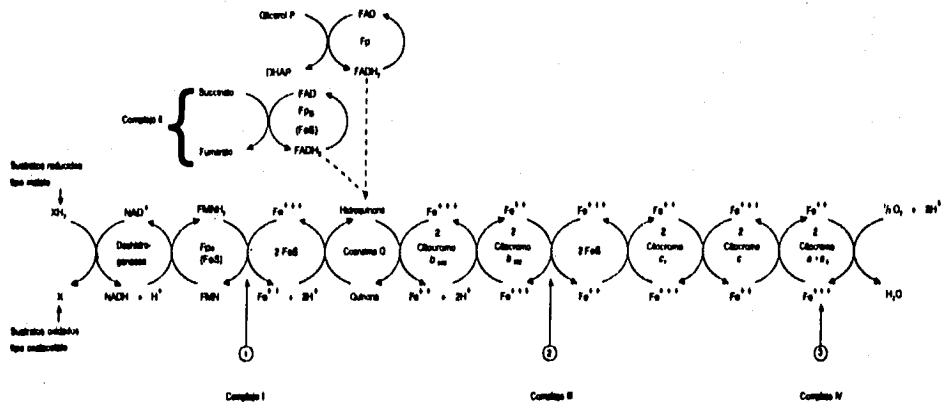 Glicerol P
FAD
Fp
DHAP
FADH₂
Succinato
FAD
Fps
(FeS)
Complejo II
Fumarato
FADH₂
Sustratos reducidos
tipo malato
XH₂ NAD⁺ FMNH₂ Fe⁺⁺⁺ Hidroquinona Fe⁺⁺⁺ Fe⁺⁺ Fe⁺⁺⁺ Fe⁺⁺ Fe⁺⁺⁺ Fe⁺⁺ ½ O₂ + 2H⁺
Deshidro-
genasas
Fpₙ
(FeS)
2 FeS
Coenzima Q
2
Citocromo
b
2
Citocromo
b
2 FeS
2
Citocromo
c₁
2
Citocromo
c
2
Citocromo
a + a₃
X NADH + H⁺ FMN Fe⁺⁺ + 2H⁺ Quinona Fe⁺⁺ + 2H⁺ Fe⁺⁺⁺ Fe⁺⁺ Fe⁺⁺⁺ Fe⁺⁺ Fe⁺⁺⁺ H₂O
Sustratos oxidados
tipo oxalacetato
1 2 3
Complejo I Complejo III Complejo IV